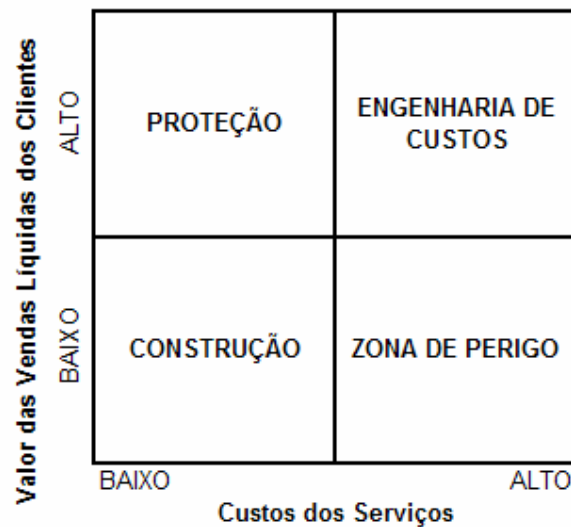 Valor das Vendas Líquidas dos Clientes
ALTO
PROTEÇÃO
ENGENHARIA DE
CUSTOS
BAIXO
CONSTRUÇÃO
ZONA DE PERIGO
BAIXO
ALTO
Custos dos Serviços